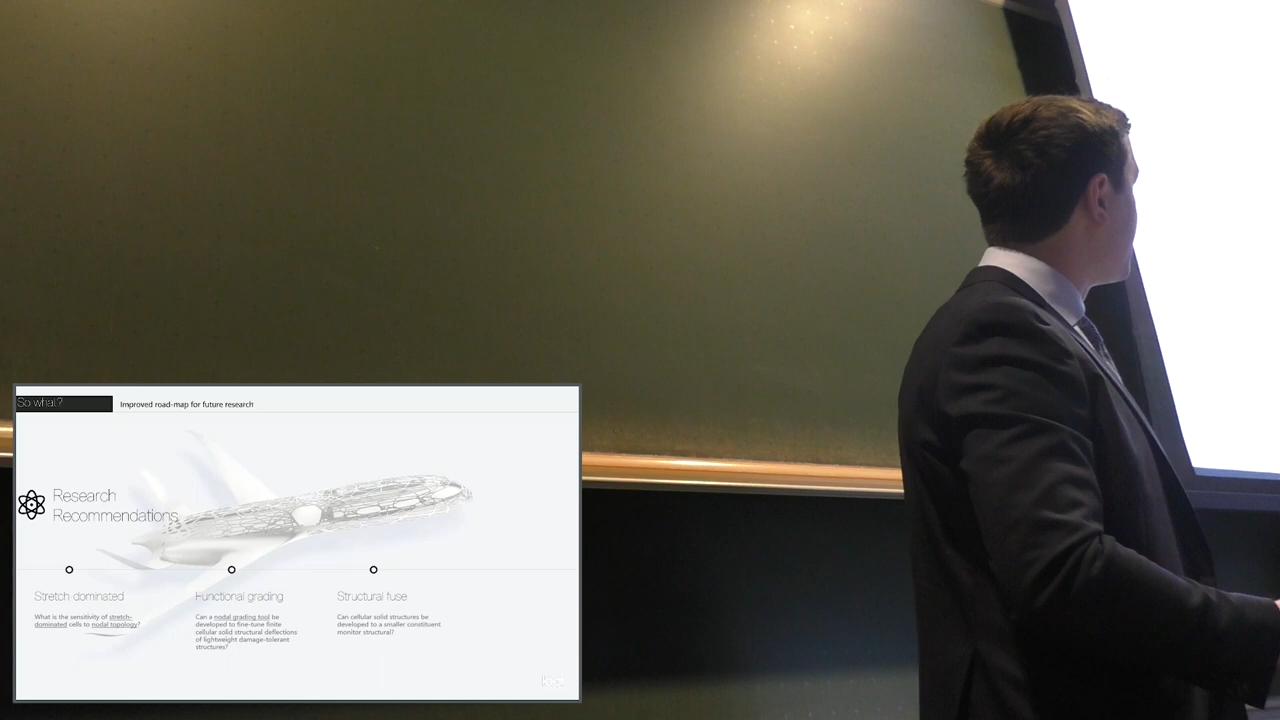 So what?
Improved road-map for future research
Research
Recommendations
Stretch dominated
What is the sensitivity of stretch-
dominated cells to nodal topology?
Functional grading
Can a nodal grading tool be
developed to fine-tune finite
cellular solid structural deflections
of lightweight damage-tolerant
structures?
Structural fuse
Can cellular solid structures be
developed to a smaller constituent
monitor structural?